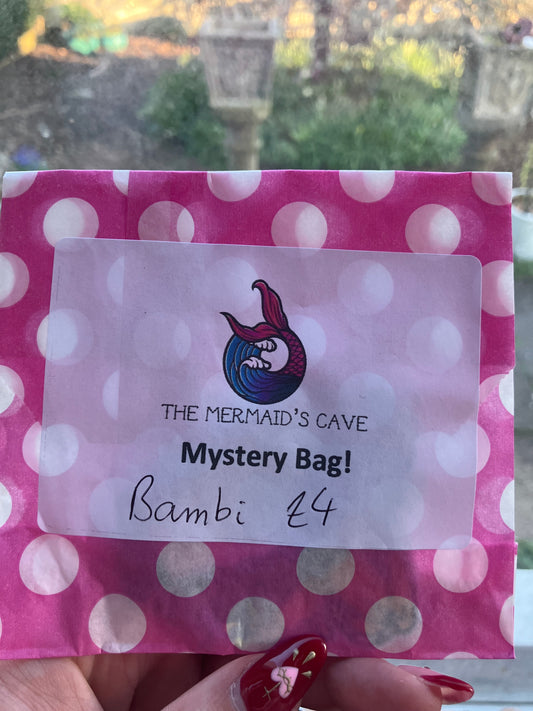 THE MERMAID'S CAVE
Mystery Bag!
Bambi £4